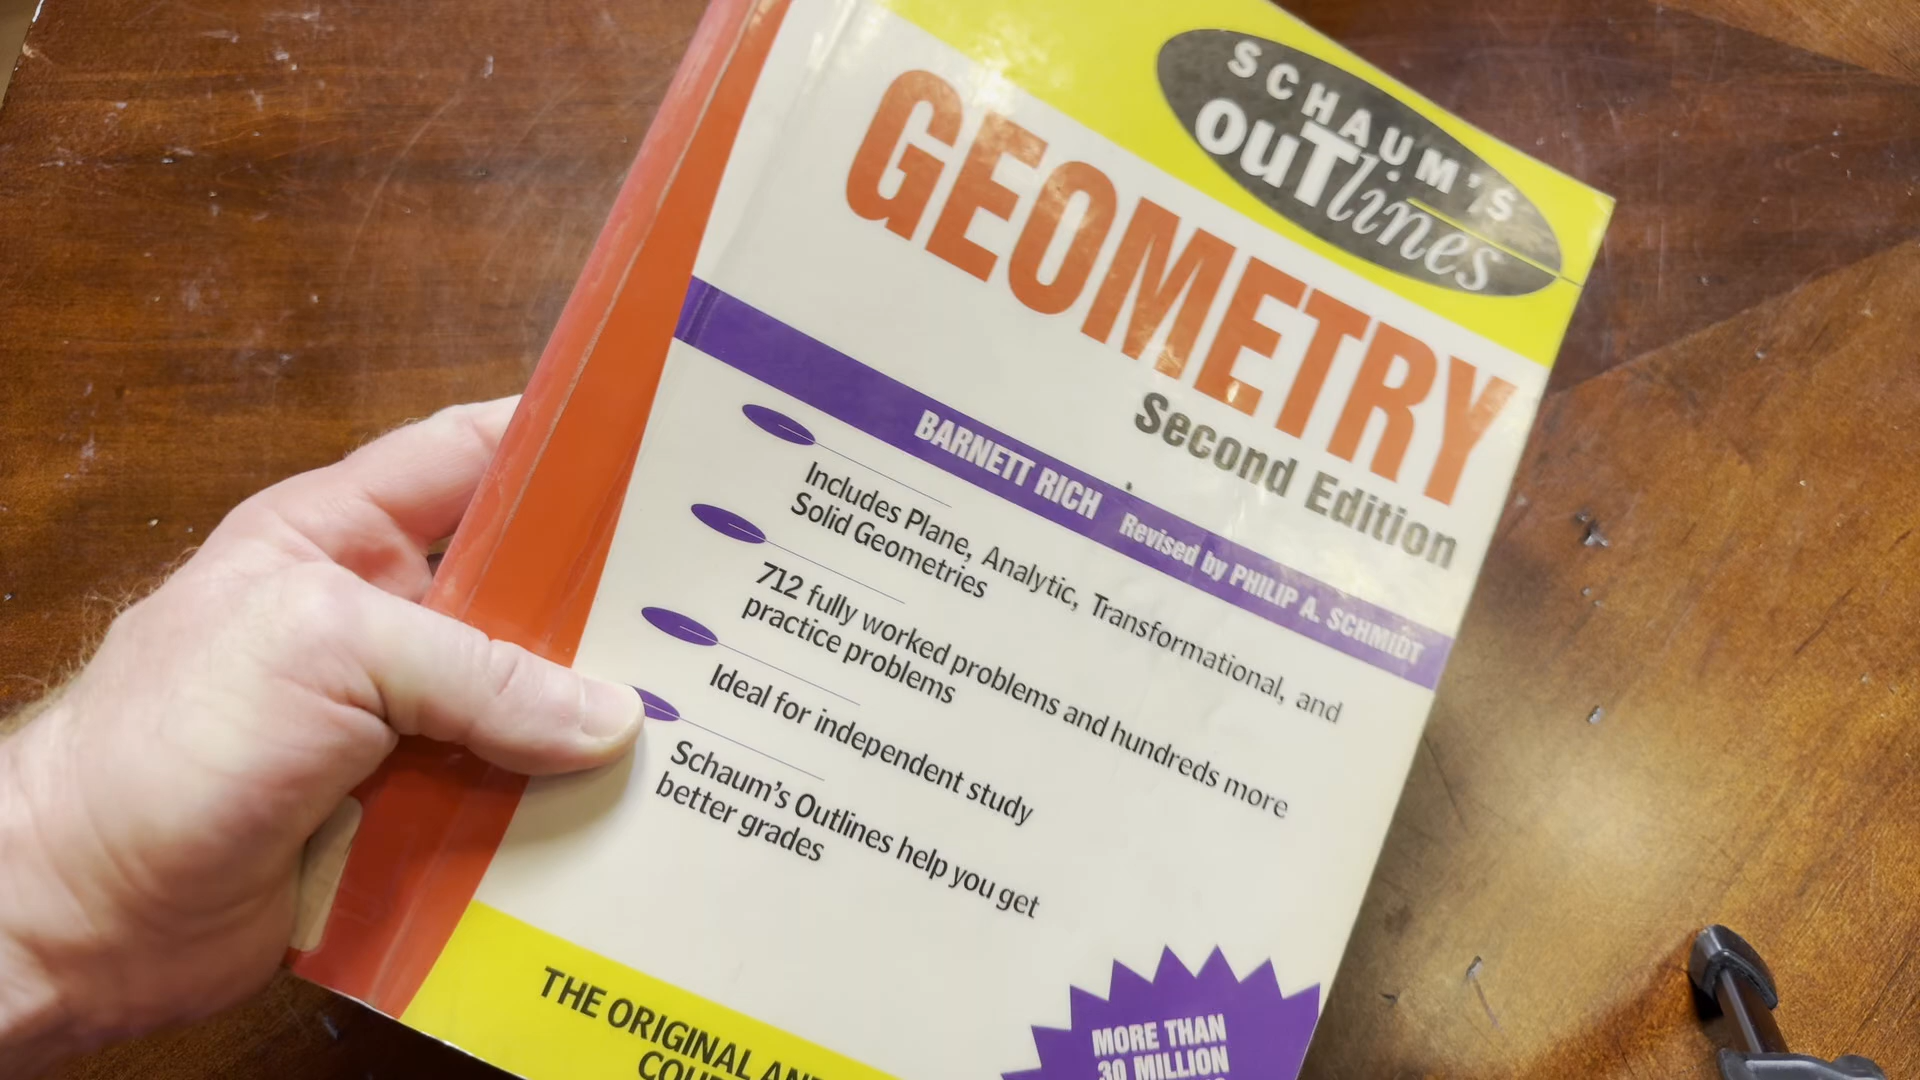 SCHAUM'S
ouTlines
GEOMETRY
Second Edition
BARNETT RICH Revised by PHILIP A. SCHMIDT
Includes Plane, Analytic, Transformational, and
Solid Geometries
712 fully worked problems and hundreds more
practice problems
Ideal for independent study
Schaum's Outlines help you get
better grades
THE ORIGINAL
MORE THAN
30 MILLION